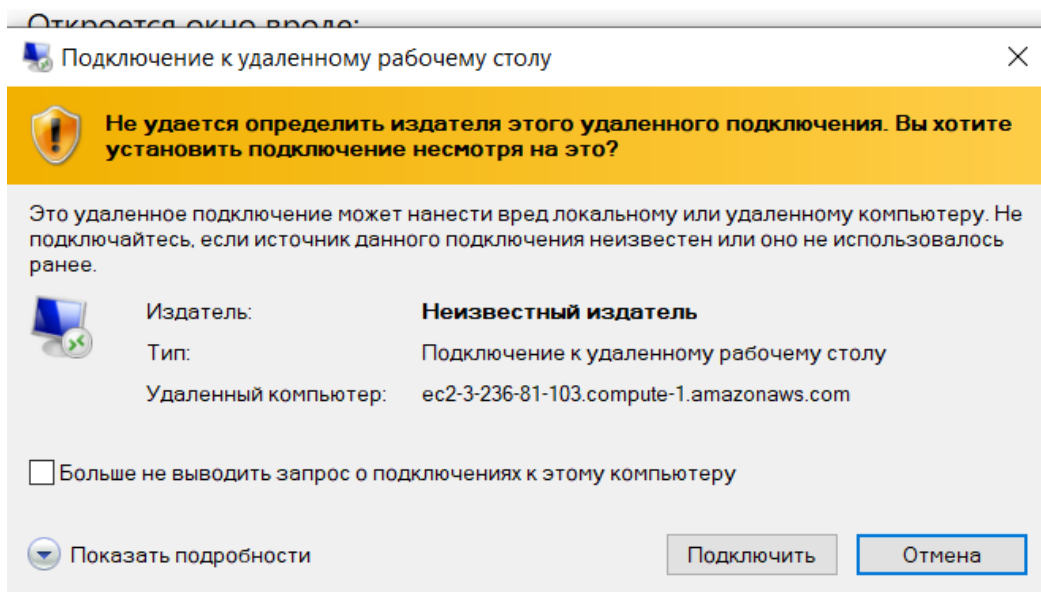 Откроется окно вроде:
Подключение к удаленному рабочему столу
Не удается определить издателя этого удаленного подключения. Вы хотите
установить подключение несмотря на это?
Это удаленное подключение может нанести вред локальному или удаленному компьютеру. Не
подключайтесь, если источник данного подключения неизвестен или оно не использовалось
ранее.
Издатель: Неизвестный издатель
Тип: Подключение к удаленному рабочему столу
Удаленный компьютер: ec2-3-236-81-103.compute-1.amazonaws.com
Больше не выводить запрос о подключениях к этому компьютеру
Показать подробности Подключить Отмена